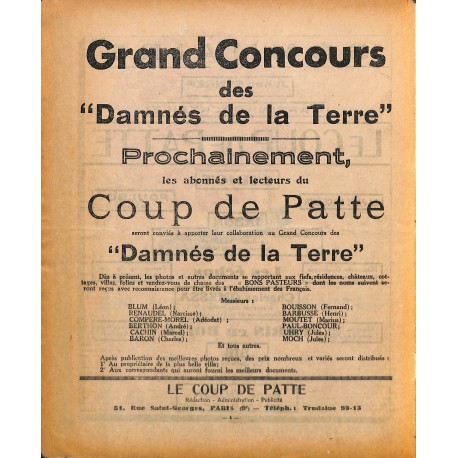 Grand Concours
des
"Damnés de la Terre"
Prochainement,
les abonnés et lecteurs du
Coup de Patte
seront conviés à apporter leur collaboration au Grand Concours des
"Damnés de la Terre"
Dès à présent, les photos et autres documents se rapportant aux fiefs, résidences, châteaux, cot-
tages, villas, folies et rendez-vous de chasse des « BONS PASTEURS » dont les noms suivent se-
ront reçus avec reconnaissance pour être livrés à l'ébahissement des Français.
Messieurs :
BLUM (Léon) ;
RENAUDEL (Narcisse) ;
COMPERE-MOREL (Adéodat) ;
BERTHON (André) ;
CACHIN (Marcel) ;
BARON (Charles) ;
BOUISSON (Fernand) ;
BARBUSSE (Henri) ;
MOUTET (Marius) ;
PAUL-BONCOUR ;
UHRY (Jules) ;
MOCH (Jules) ;
Et tous autres.
Après publication des meilleures photos reçues, des prix nombreux et variés seront distribués :
1° Au propriétaire de la plus belle villa ;
2° Aux correspondants qui auront fourni les meilleurs documents.
LE COUP DE PATTE
Rédaction - Administration - Publicité
51, Rue Saint-Georges, PARIS (9e) — Téléph. : Trudaine 93-13